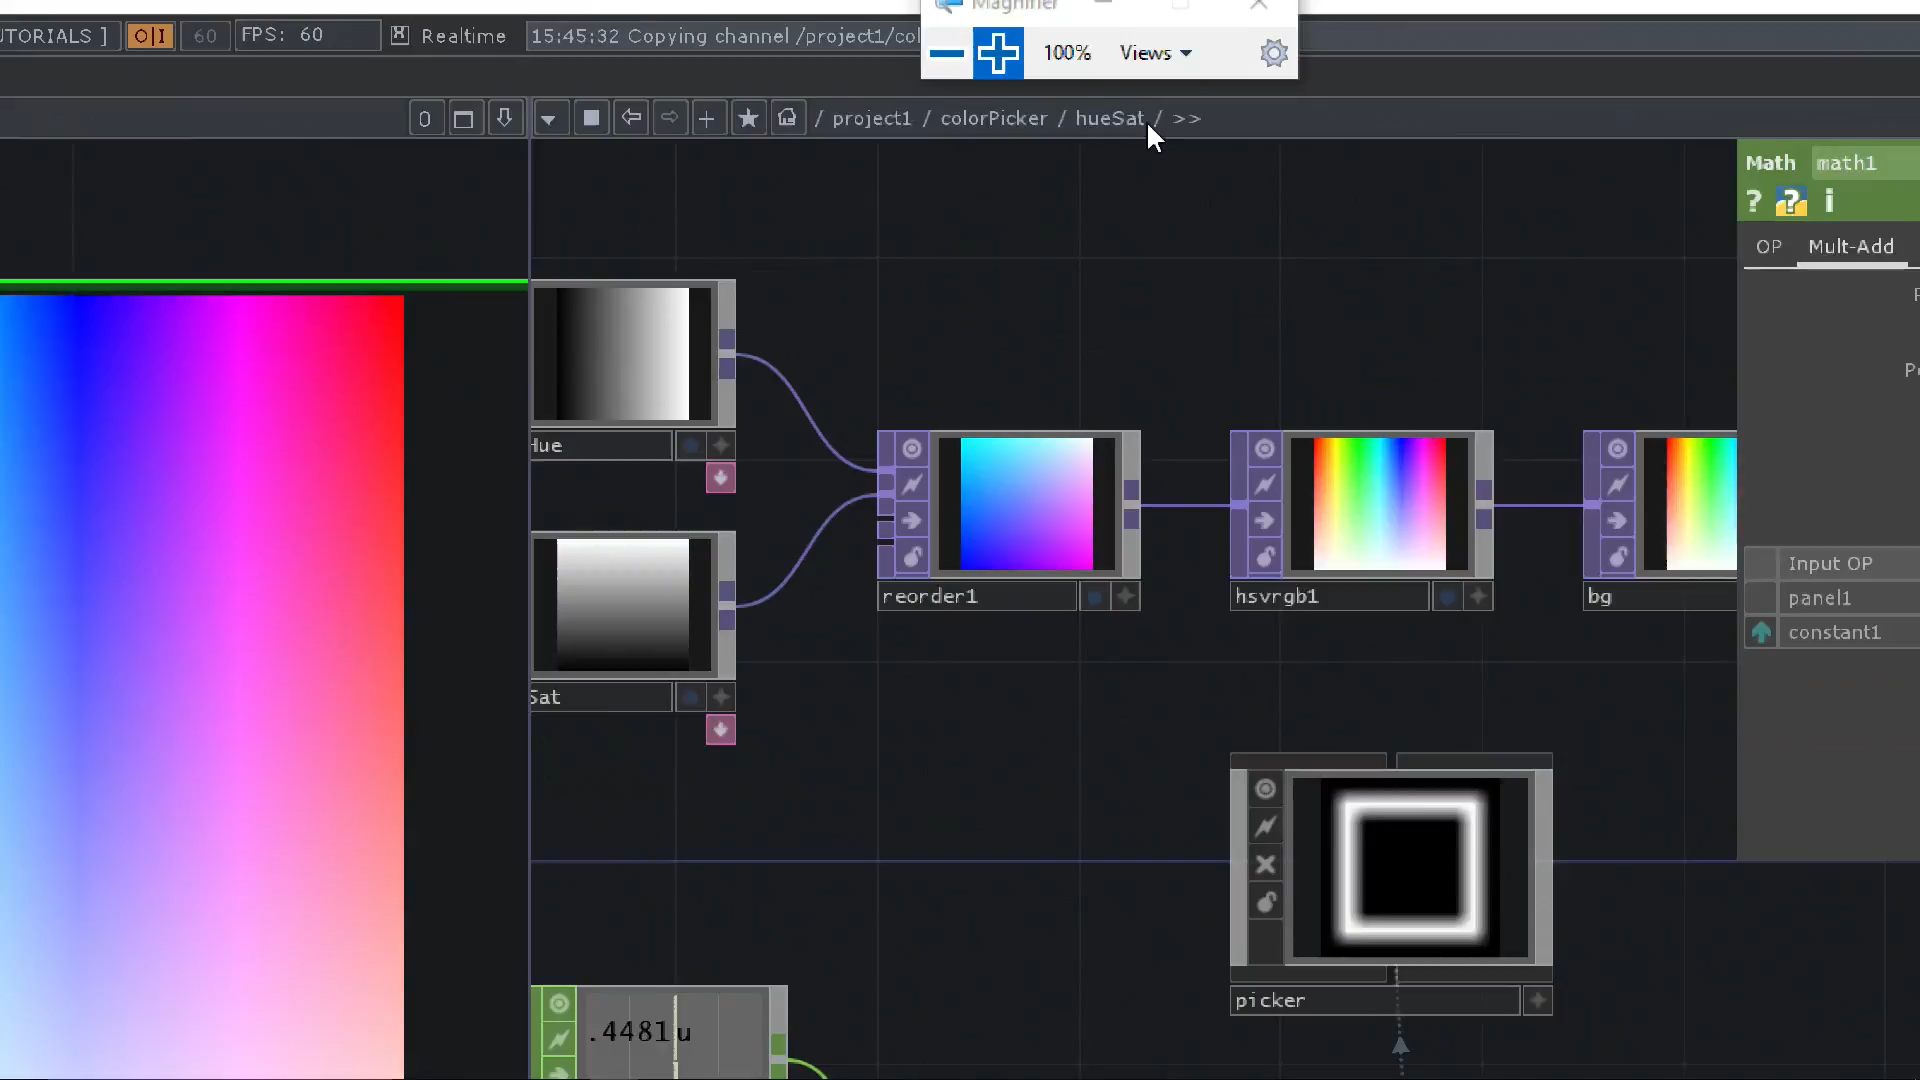 Magnifier
100% Views
UTORIALS ] O|I 60 FPS: 60 Realtime 15:45:32 Copying channel /project1/col
0 / project1 / colorPicker / hueSat / >>
Math math1
? ? i
OP Mult-Add
Hue
Sat
reorder1
hsvrgb1
bg
Input OP
panel1
constant1
picker
.4481 u